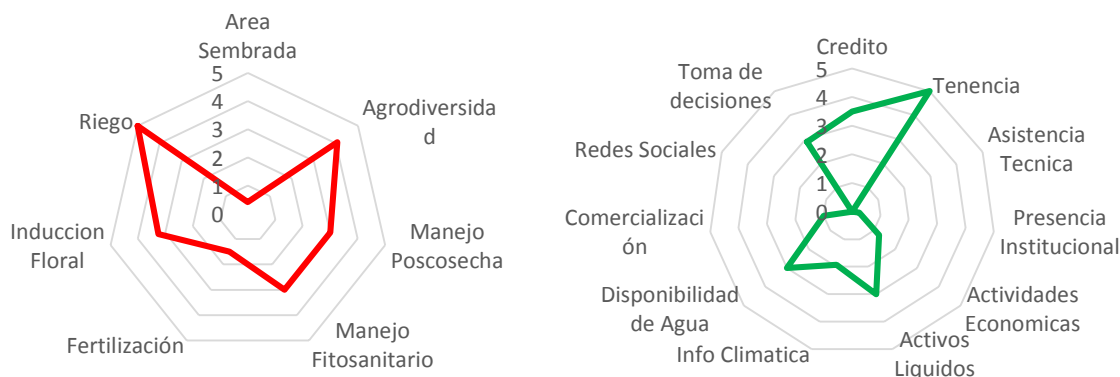 Area
Sembrada
5
4
3
2
1
0
Agrodiversida
d
Manejo
Poscosecha
Manejo
Fitosanitario
Fertilización
Induccion
Floral
Riego
Credito
5
4
3
2
1
0
Tenencia
Asistencia
Tecnica
Presencia
Institucional
Actividades
Economicas
Activos
Liquidos
Info Climatica
Disponibilidad
de Agua
Comercializaci
ón
Redes Sociales
Toma de
decisiones